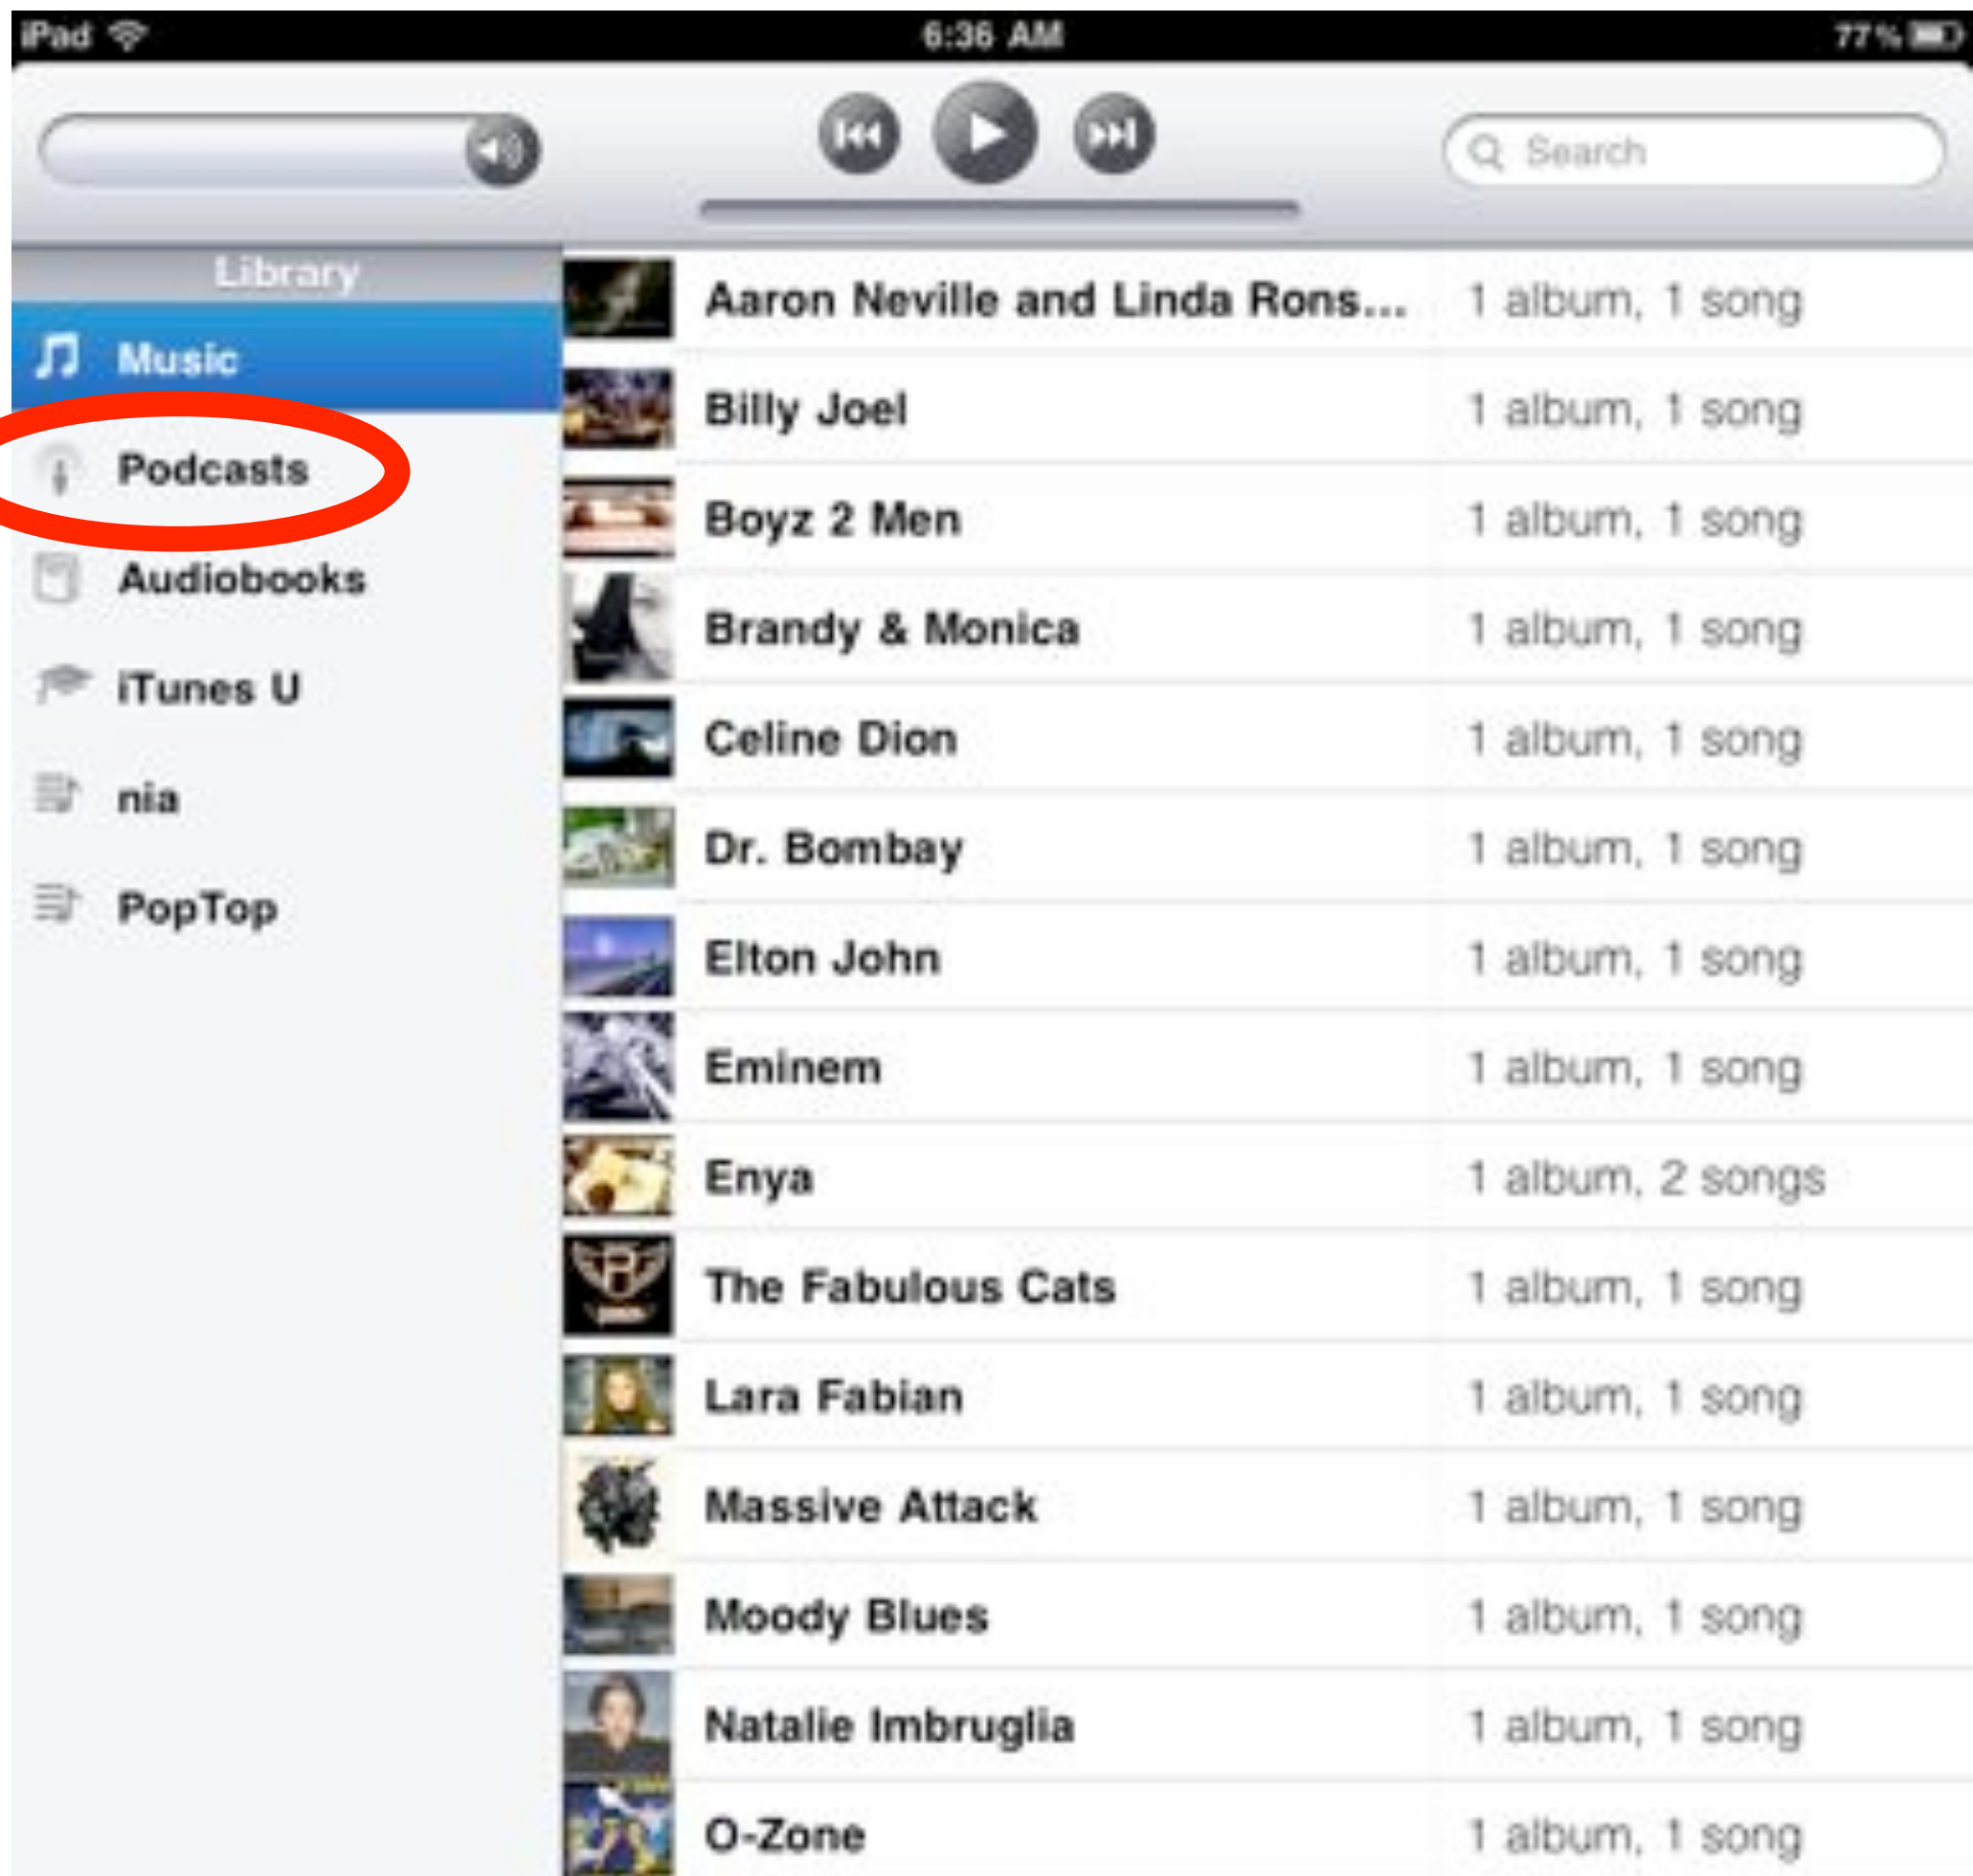 iPad 6:36 AM 77%
Search
Library
Music
Podcasts
Audiobooks
iTunes U
nia
PopTop
Aaron Neville and Linda Rons... 1 album, 1 song
Billy Joel 1 album, 1 song
Boyz 2 Men 1 album, 1 song
Brandy & Monica 1 album, 1 song
Celine Dion 1 album, 1 song
Dr. Bombay 1 album, 1 song
Elton John 1 album, 1 song
Eminem 1 album, 1 song
Enya 1 album, 2 songs
The Fabulous Cats 1 album, 1 song
Lara Fabian 1 album, 1 song
Massive Attack 1 album, 1 song
Moody Blues 1 album, 1 song
Natalie Imbruglia 1 album, 1 song
O-Zone 1 album, 1 song